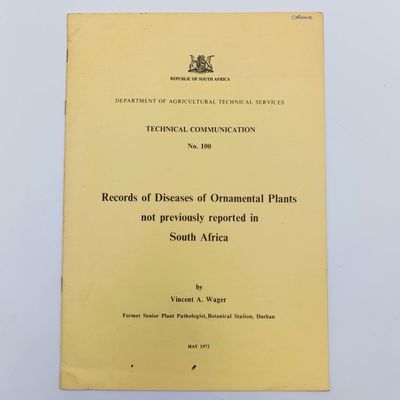 REPUBLIC OF SOUTH AFRICA
DEPARTMENT OF AGRICULTURAL TECHNICAL SERVICES
TECHNICAL COMMUNICATION
No. 100
Records of Diseases of Ornamental Plants
not previously reported in
South Africa
by
Vincent A. Wager
Former Senior Plant Pathologist, Botanical Station, Durban
MAY 1972